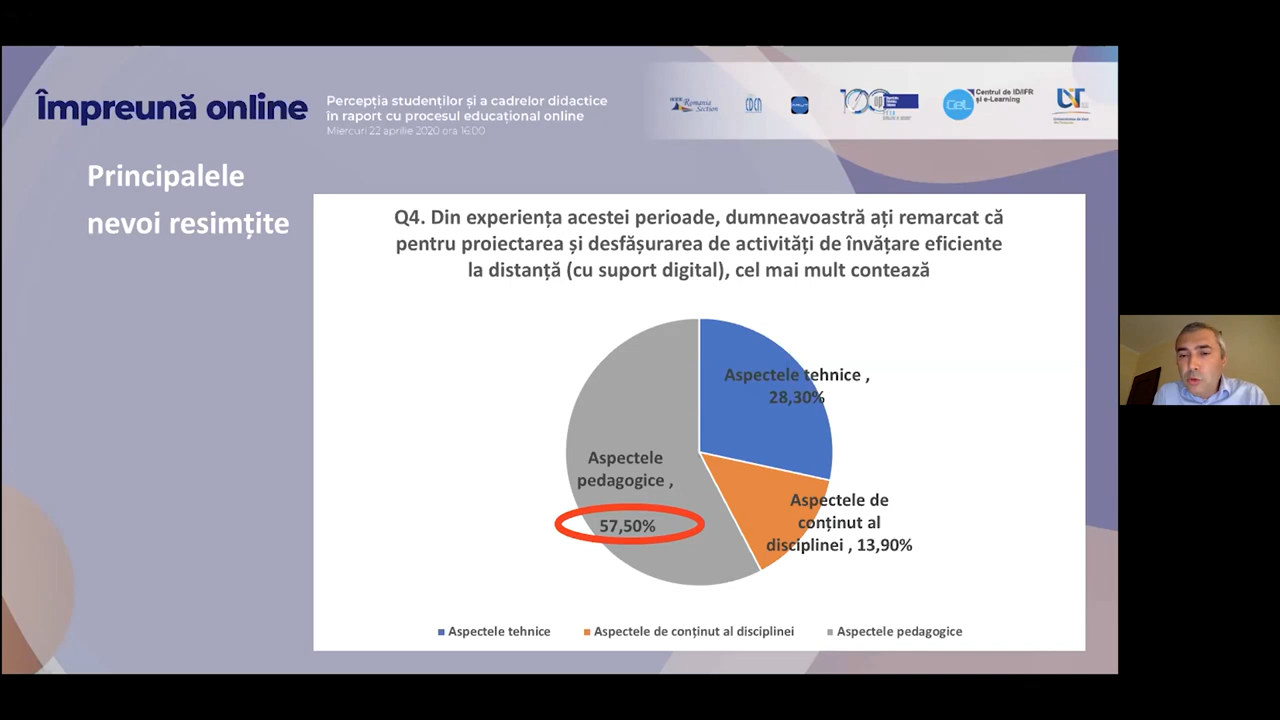 Împreună online
Percepția studenților și a cadrelor didactice
în raport cu procesul educațional online
Miercuri 22 aprilie 2020 ora 16:00
Romania
Section
EDEN
100
Centrul de ID/IFR
și e-Learning
CeL
Principalele
nevoi resimțite
Q4. Din experiența acestei perioade, dumneavoastră ați remarcat că
pentru proiectarea și desfășurarea de activități de învățare eficiente
la distanță (cu suport digital), cel mai mult contează
Aspectele tehnice ,
28,30%
Aspectele
pedagogice ,
57,50%
Aspectele de
conținut al
disciplinei , 13,90%
Aspectele tehnice
Aspectele de conținut al disciplinei
Aspectele pedagogice